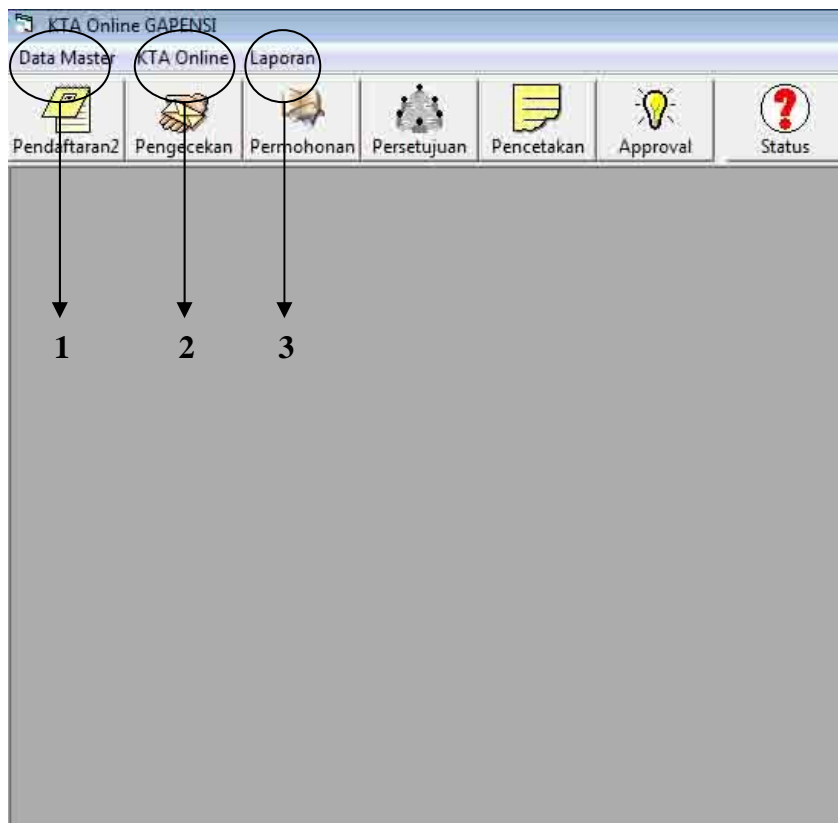 KTA Online GAPENSI
Data Master KTA Online Laporan
Pendaftaran2 Pengecekan Permohonan Persetujuan Pencetakan Approval Status
1 2 3